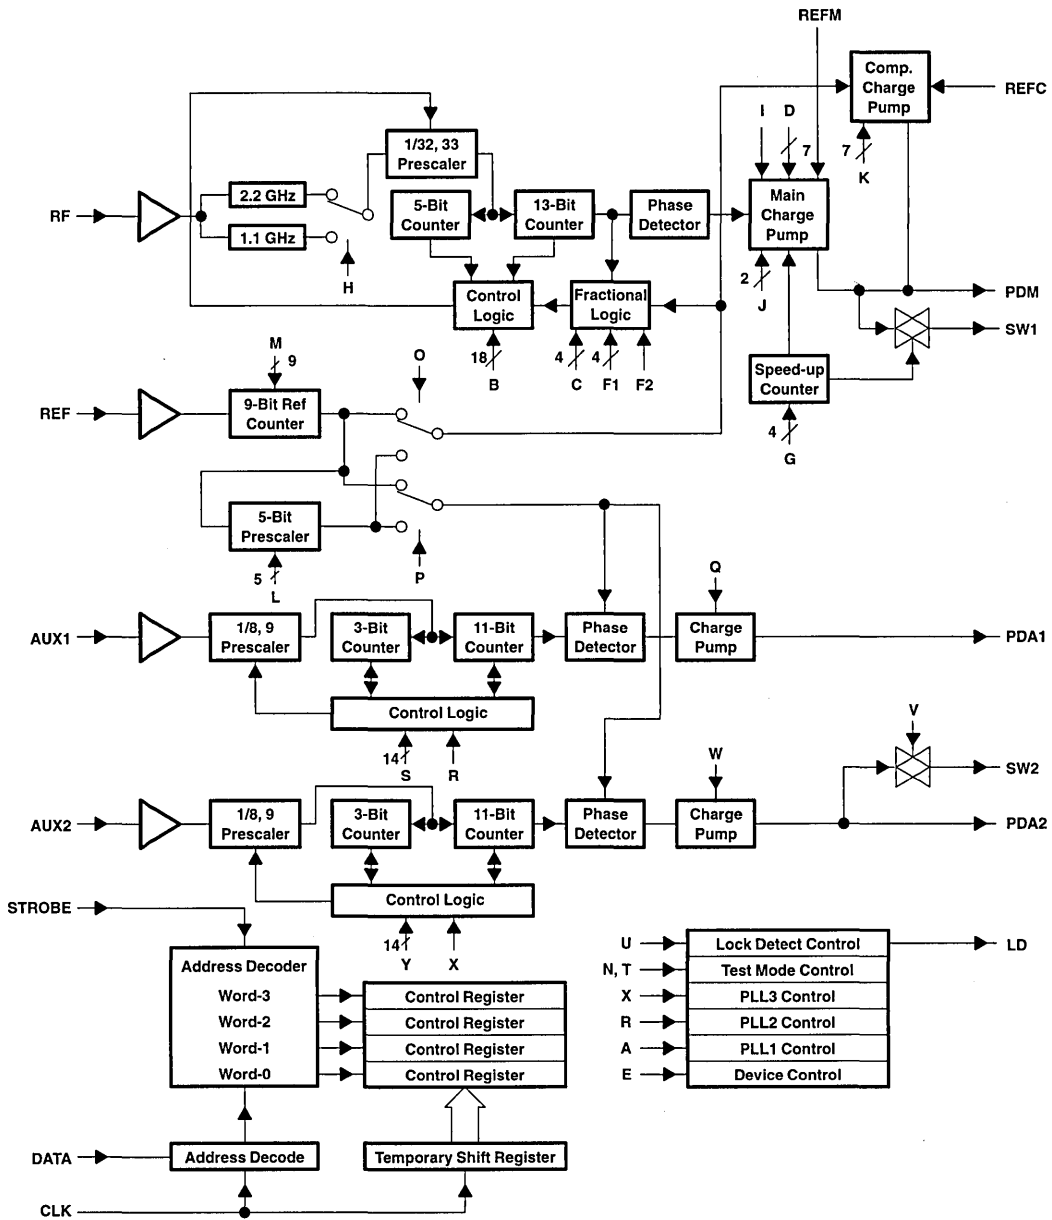 REFM
Comp.
Charge
Pump
REFC
I
D
7
7
K
1/32, 33
Prescaler
2.2 GHz
RF
5-Bit
Counter
13-Bit
Counter
Phase
Detector
Main
Charge
Pump
1.1 GHz
H
2
J
Control
Logic
Fractional
Logic
PDM
SW1
18
B
4
C
4
F1
F2
Speed-up
Counter
4
G
M
9
O
REF
9-Bit Ref
Counter
5-Bit
Prescaler
5
L
P
Q
AUX1
1/8, 9
Prescaler
3-Bit
Counter
11-Bit
Counter
Phase
Detector
Charge
Pump
PDA1
Control Logic
14
S
R
V
W
SW2
AUX2
1/8, 9
Prescaler
3-Bit
Counter
11-Bit
Counter
Phase
Detector
Charge
Pump
PDA2
Control Logic
14
Y
X
STROBE
Address Decoder
Word-3
Word-2
Word-1
Word-0
Control Register
Control Register
Control Register
Control Register
U
Lock Detect Control
LD
N, T
Test Mode Control
X
PLL3 Control
R
PLL2 Control
A
PLL1 Control
E
Device Control
DATA
Address Decode
Temporary Shift Register
CLK